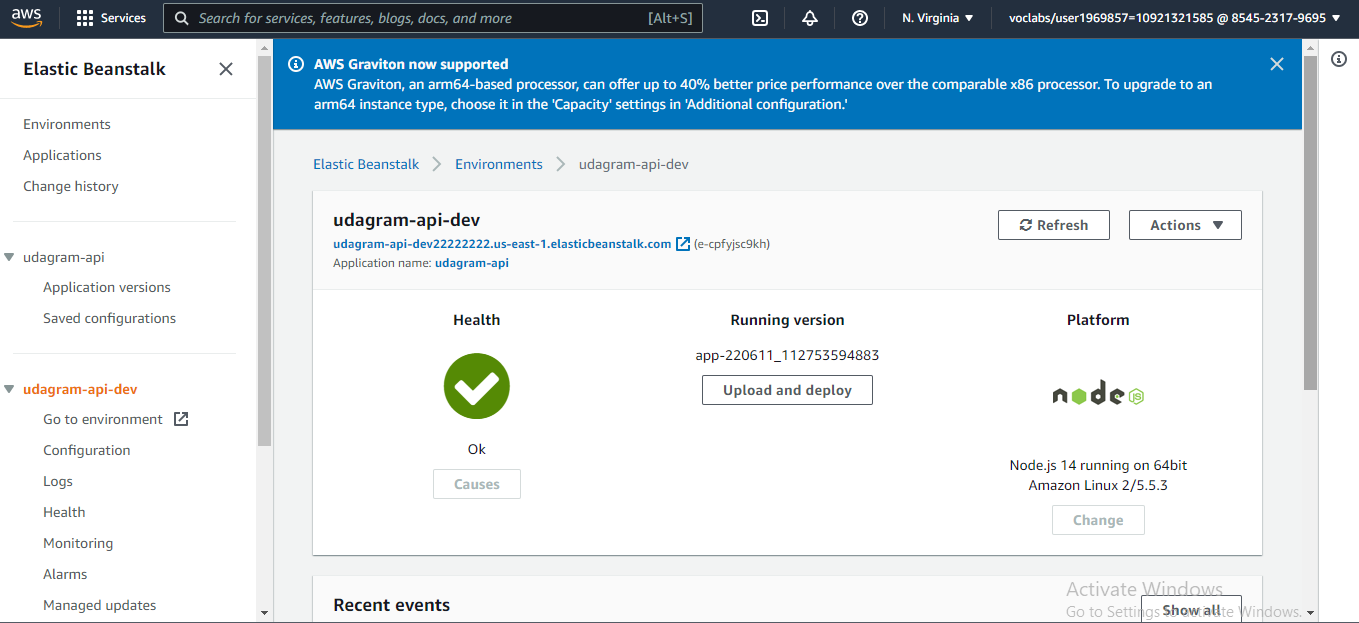 aws
Services
Search for services, features, blogs, docs, and more [Alt+S]
N. Virginia ▼
voclabs/user1969857=10921321585 @ 8545-2317-9695 ▼
Elastic Beanstalk
Environments
Applications
Change history
udagram-api
Application versions
Saved configurations
udagram-api-dev
Go to environment
Configuration
Logs
Health
Monitoring
Alarms
Managed updates
AWS Graviton now supported
AWS Graviton, an arm64-based processor, can offer up to 40% better price performance over the comparable x86 processor. To upgrade to an
arm64 instance type, choose it in the 'Capacity' settings in 'Additional configuration.'
Elastic Beanstalk > Environments > udagram-api-dev
udagram-api-dev
udagram-api-dev22222222.us-east-1.elasticbeanstalk.com (e-cpfyjsc9kh)
Application name: udagram-api
Refresh
Actions ▼
Health
Ok
Causes
Running version
app-220611_112753594883
Upload and deploy
Platform
node
JS
Node.js 14 running on 64bit
Amazon Linux 2/5.5.3
Change
Recent events
Show all
Activate Windows
Go to Settings to activate Windows.